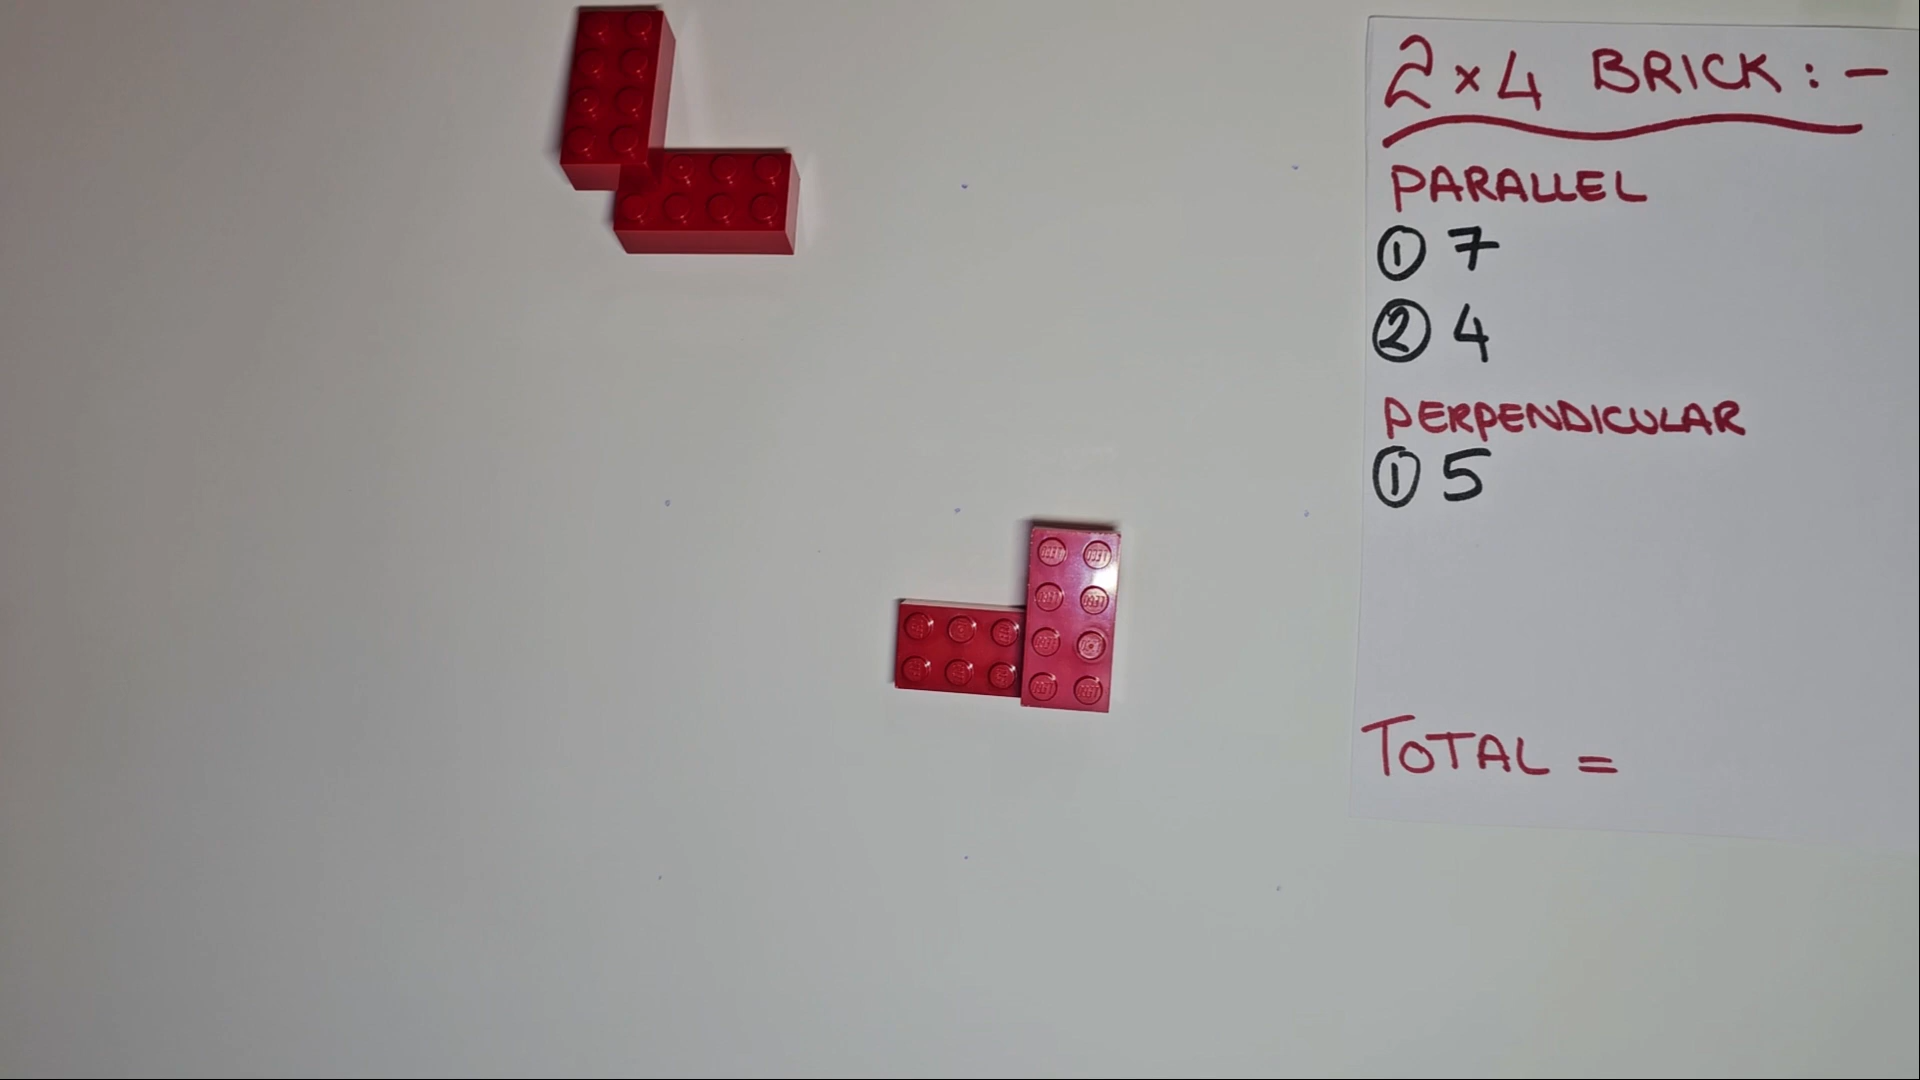 2×4 BRICK :-
PARALLEL
① 7
② 4
PERPENDICULAR
① 5
TOTAL =